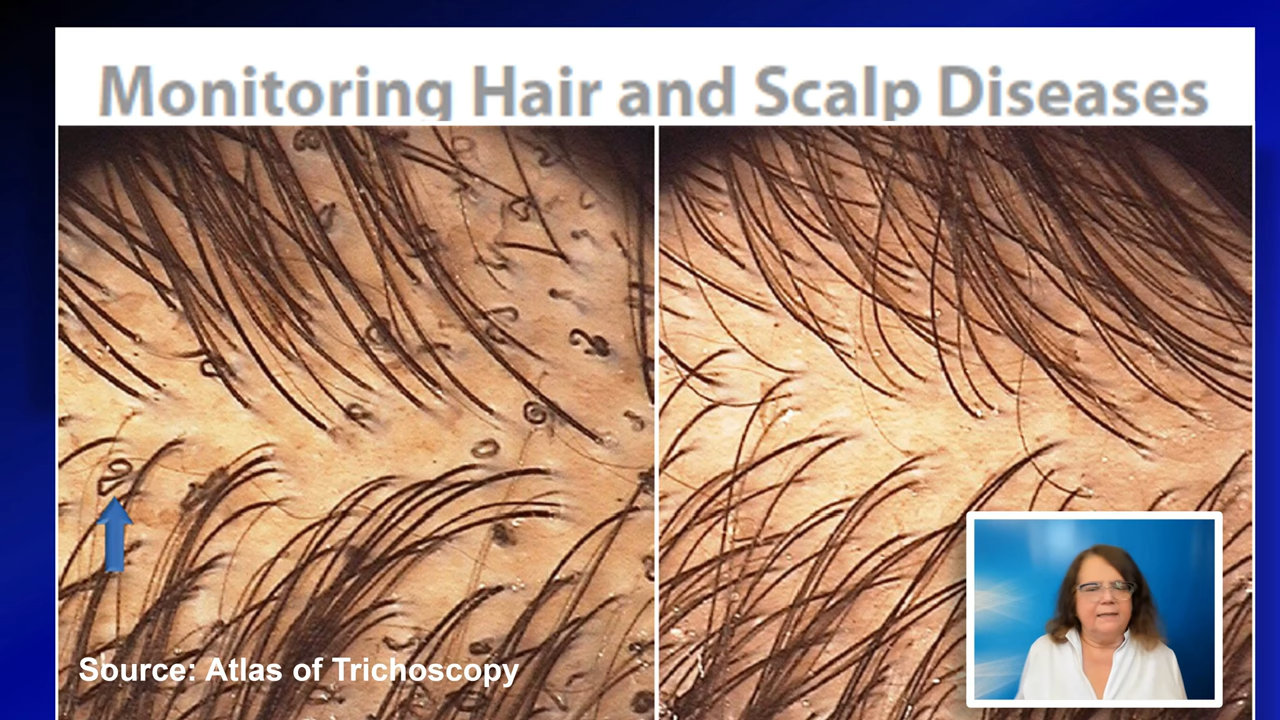 Monitoring Hair and Scalp Diseases
Source: Atlas of Trichoscopy